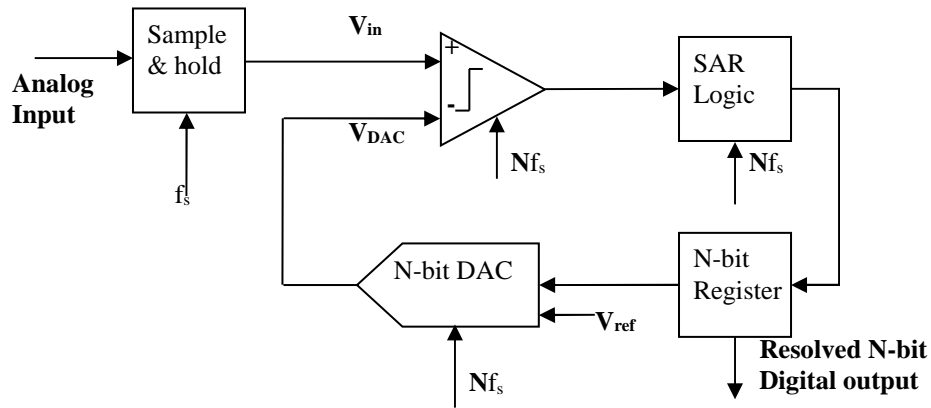 Sample
& hold
Analog
Input
fs
Vin
+
-
VDAC
Nfs
SAR
Logic
Nfs
N-bit DAC
Vref
Nfs
N-bit
Register
Resolved N-bit
Digital output